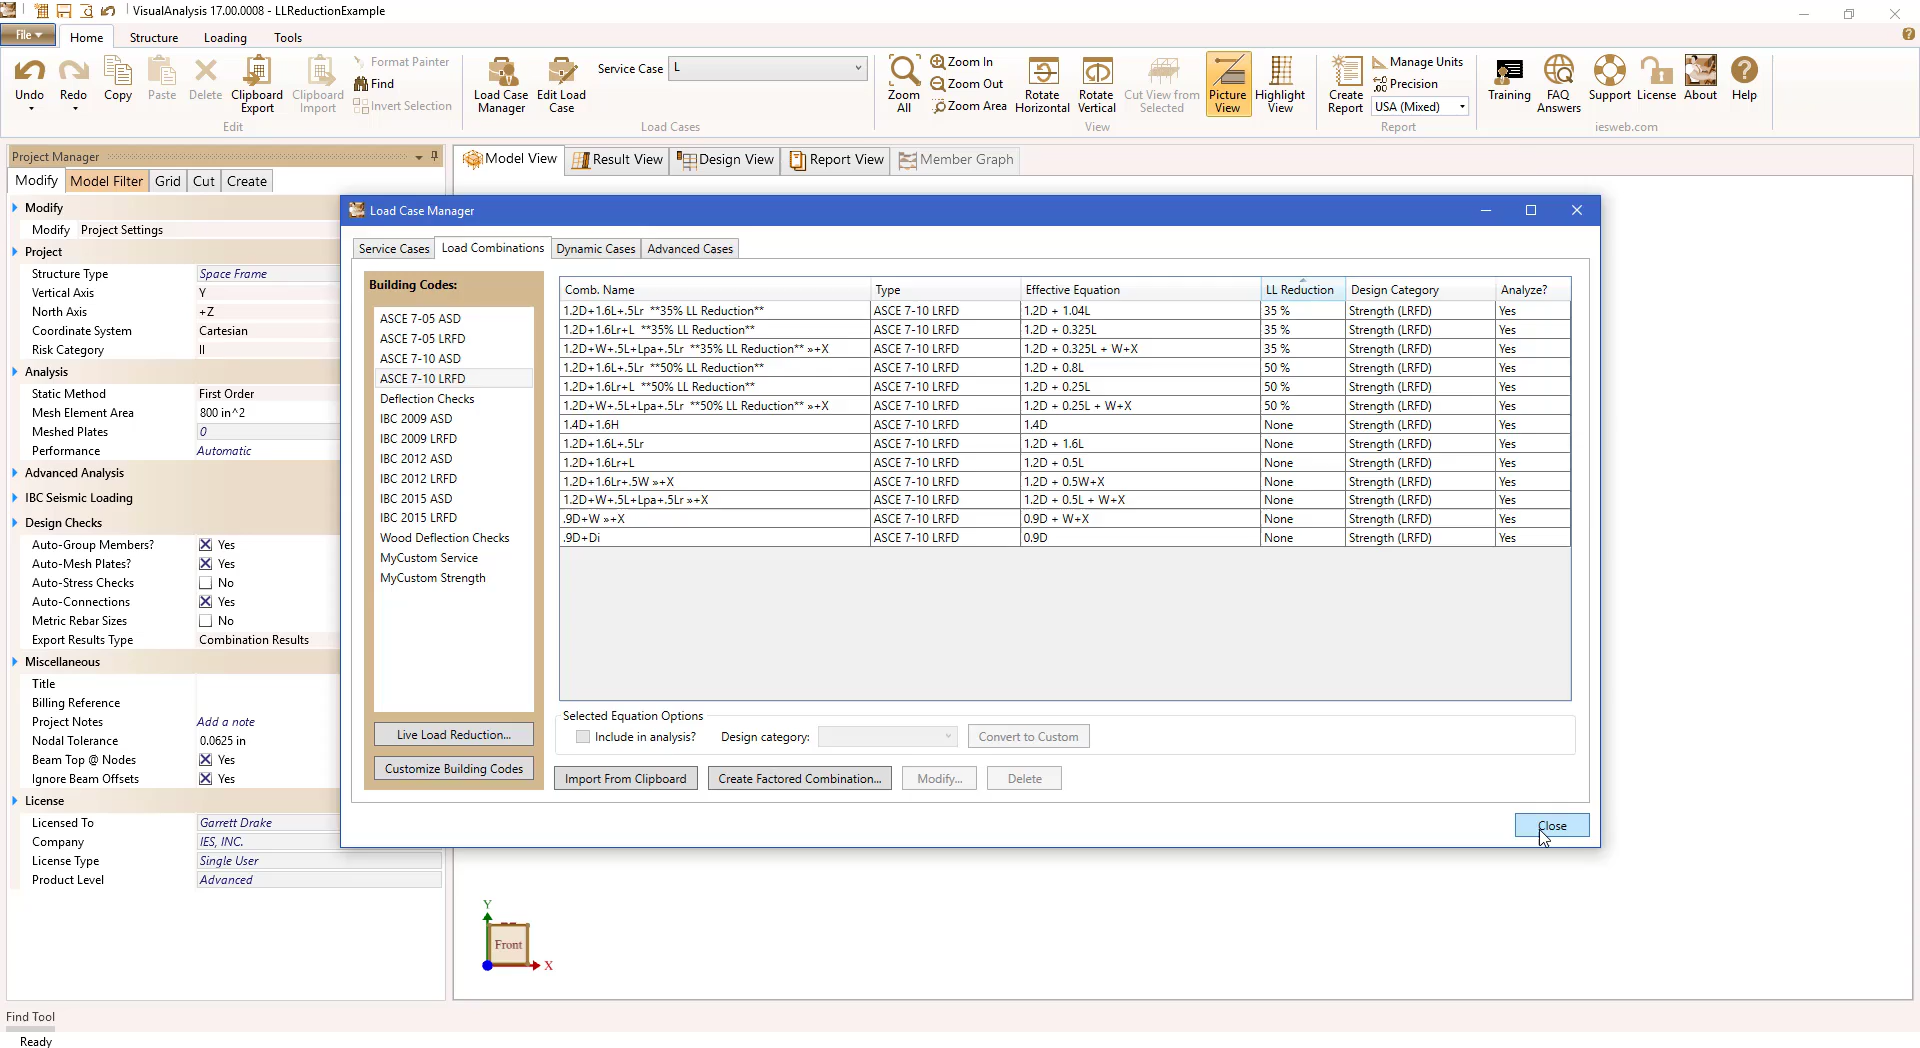 VisualAnalysis 17.00.0008 - LLReductionExample
File Home Structure Loading Tools
Undo Redo Copy Paste Delete Clipboard Export Clipboard Import Format Painter Find Insert Selection
Edit
Load Case Manager Edit Load Case Service Case L
Load Cases
Zoom All Zoom In Zoom Out Zoom Area Rotate Horizontal Rotate Vertical Cut View from Selected Picture View Highlight View
View
Create Report Manage Units Precision USA (Mixed)
.00
0.00
Report
Training FAQ Answers Support License About Help
iesweb.com
Project Manager
Modify Model Filter Grid Cut Create
Model View Result View Design View Report View Member Graph
Modify
Modify Project Settings
Project
Structure Type Space Frame
Vertical Axis Y
North Axis +Z
Coordinate System Cartesian
Risk Category II
Analysis
Static Method First Order
Mesh Element Area 800 in^2
Meshed Plates 0
Performance Automatic
Advanced Analysis
IBC Seismic Loading
Design Checks
Auto-Group Members? Yes
Auto-Mesh Plates? Yes
Auto-Stress Checks No
Auto-Connections Yes
Metric Rebar Sizes No
Export Results Type Combination Results
Miscellaneous
Title
Billing Reference
Project Notes Add a note
Nodal Tolerance 0.0625 in
Beam Top @ Nodes Yes
Ignore Beam Offsets Yes
License
Licensed To Garrett Drake
Company IES, INC.
License Type Single User
Product Level Advanced
Load Case Manager
Service Cases Load Combinations Dynamic Cases Advanced Cases
Building Codes:
ASCE 7-05 ASD
ASCE 7-05 LRFD
ASCE 7-10 ASD
ASCE 7-10 LRFD
Deflection Checks
IBC 2009 ASD
IBC 2009 LRFD
IBC 2012 ASD
IBC 2012 LRFD
IBC 2015 ASD
IBC 2015 LRFD
Wood Deflection Checks
MyCustom Service
MyCustom Strength
Live Load Reduction...
Customize Building Codes
Comb. Name Type Effective Equation LL Reduction Design Category Analyze?
1.2D+1.6L+.5Lr **35% LL Reduction** ASCE 7-10 LRFD 1.2D + 1.04L 35 % Strength (LRFD) Yes
1.2D+1.6Lr+L **35% LL Reduction** ASCE 7-10 LRFD 1.2D + 0.325L 35 % Strength (LRFD) Yes
1.2D+W+.5L+Lpa+.5Lr **35% LL Reduction** »+X ASCE 7-10 LRFD 1.2D + 0.325L + W+X 35 % Strength (LRFD) Yes
1.2D+1.6L+.5Lr **50% LL Reduction** ASCE 7-10 LRFD 1.2D + 0.8L 50 % Strength (LRFD) Yes
1.2D+1.6Lr+L **50% LL Reduction** ASCE 7-10 LRFD 1.2D + 0.25L 50 % Strength (LRFD) Yes
1.2D+W+.5L+Lpa+.5Lr **50% LL Reduction** »+X ASCE 7-10 LRFD 1.2D + 0.25L + W+X 50 % Strength (LRFD) Yes
1.4D+1.6H ASCE 7-10 LRFD 1.4D None Strength (LRFD) Yes
1.2D+1.6L+.5Lr ASCE 7-10 LRFD 1.2D + 1.6L None Strength (LRFD) Yes
1.2D+1.6Lr+L ASCE 7-10 LRFD 1.2D + 0.5L None Strength (LRFD) Yes
1.2D+1.6Lr+.5W »+X ASCE 7-10 LRFD 1.2D + 0.5W+X None Strength (LRFD) Yes
1.2D+W+.5L+Lpa+.5Lr »+X ASCE 7-10 LRFD 1.2D + 0.5L + W+X None Strength (LRFD) Yes
.9D+W »+X ASCE 7-10 LRFD 0.9D + W+X None Strength (LRFD) Yes
.9D+Di ASCE 7-10 LRFD 0.9D None Strength (LRFD) Yes
Selected Equation Options
Include in analysis? Design category: Convert to Custom
Import From Clipboard Create Factored Combination... Modify... Delete
Close
Y
Front
X
Find Tool
Ready